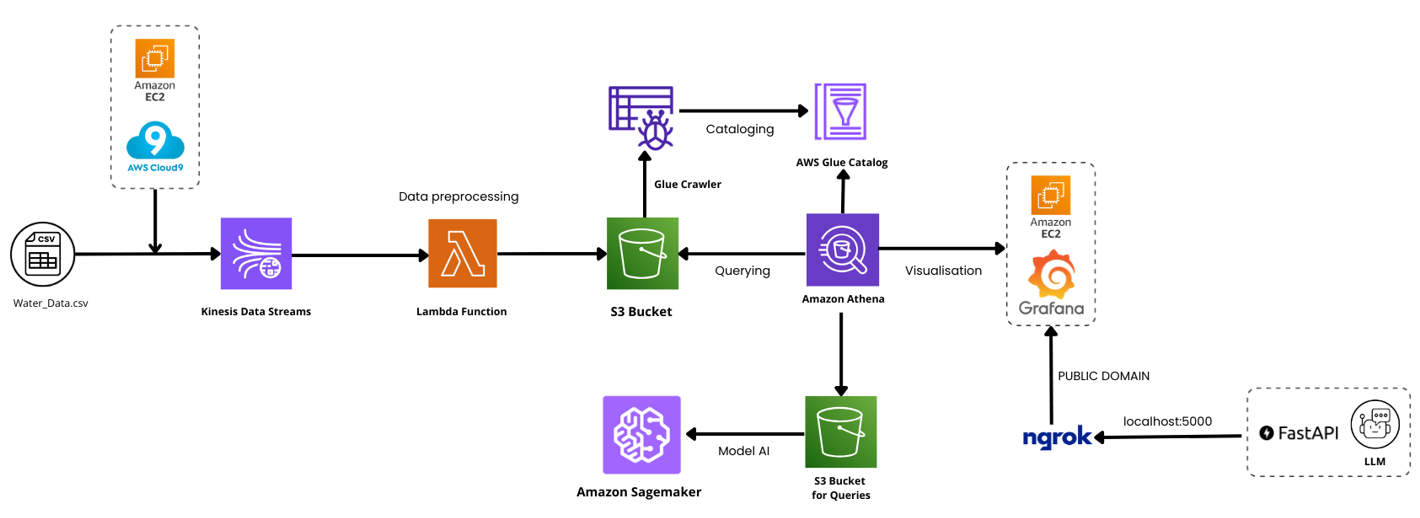 Amazon
EC2
9
AWS Cloud9
CSV
Water_Data.csv
Kinesis Data Streams
Data preprocessing
Lambda Function
Glue Crawler
Cataloging
AWS Glue Catalog
S3 Bucket
Querying
Amazon Athena
Visualisation
Amazon
EC2
Grafana
Amazon Sagemaker
Model AI
S3 Bucket
for Queries
PUBLIC DOMAIN
ngrok
localhost:5000
FastAPI
LLM